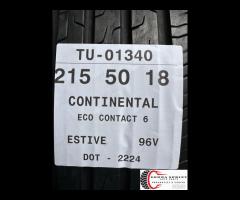 TU-01340
215 50 18
CONTINENTAL
ECO CONTACT 6
ESTIVE 96V
DOT - 2224